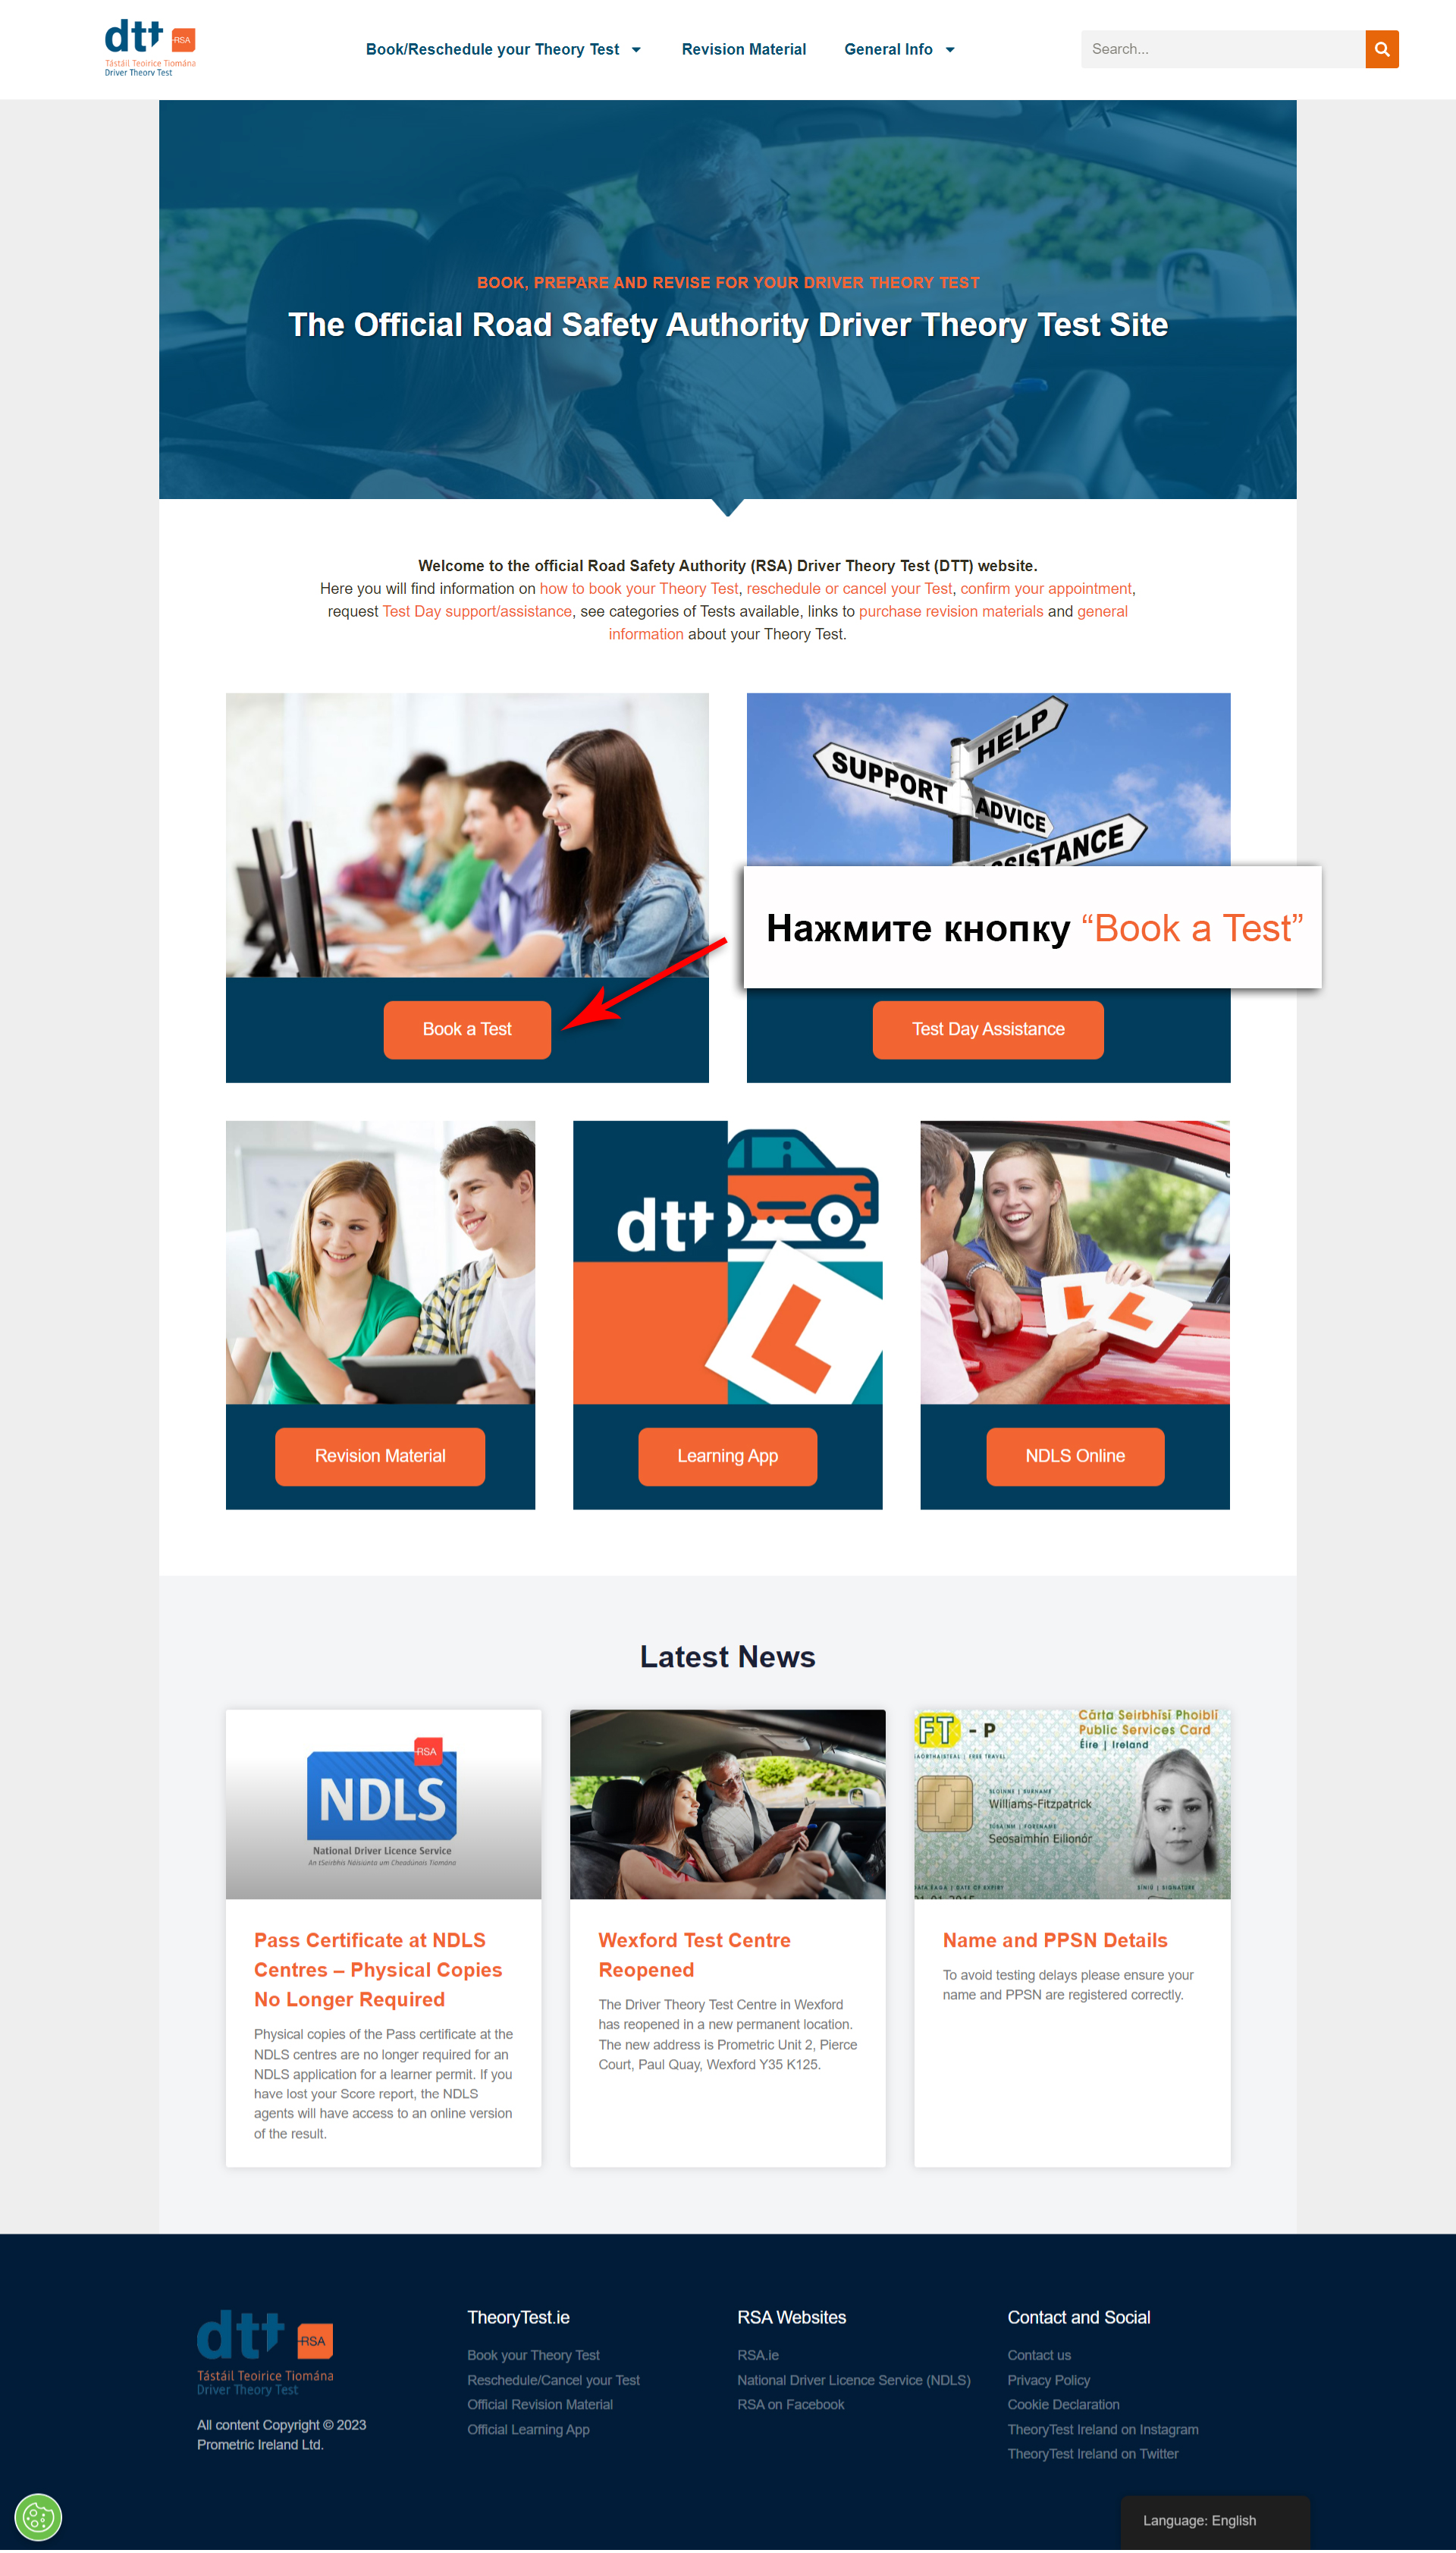 dtt
RSA
Tástáil Teoirice Tiomána
Driver Theory Test
Book/Reschedule your Theory Test
Revision Material
General Info
Search...
BOOK, PREPARE AND REVISE FOR YOUR DRIVER THEORY TEST
The Official Road Safety Authority Driver Theory Test Site
Welcome to the official Road Safety Authority (RSA) Driver Theory Test (DTT) website.
Here you will find information on how to book your Theory Test, reschedule or cancel your Test, confirm your appointment,
request Test Day support/assistance, see categories of Tests available, links to purchase revision materials and general
information about your Theory Test.
HELP
SUPPORT
ADVICE
Нажмите кнопку “Book a Test”
Book a Test
Test Day Assistance
dtt
L
L L
Revision Material
Learning App
NDLS Online
Latest News
RSA
NDLS
National Driver Licence Service
An tSeirbhís Náisiúnta um Cheadúnais Tiomána
FT - P
Cárta Seirbhísí Phoiblí
Public Services Card
Éire | Ireland
SLOINNE | SURNAME
Williams-Fitzpatrick
TÚSAINM | FORENAME
Seosaimhín Eilionór
SÍNIÚ | SIGNATURE
Pass Certificate at NDLS
Centres – Physical Copies
No Longer Required
Physical copies of the Pass certificate at the
NDLS centres are no longer required for an
NDLS application for a learner permit. If you
have lost your Score report, the NDLS
agents will have access to an online version
of the result.
Wexford Test Centre
Reopened
The Driver Theory Test Centre in Wexford
has reopened in a new permanent location.
The new address is Prometric Unit 2, Pierce
Court, Paul Quay, Wexford Y35 K125.
Name and PPSN Details
To avoid testing delays please ensure your
name and PPSN are registered correctly.
dtt
RSA
Tástáil Teoirice Tiomána
Driver Theory Test
All content Copyright © 2023
Prometric Ireland Ltd.
TheoryTest.ie
Book your Theory Test
Reschedule/Cancel your Test
Official Revision Material
Official Learning App
RSA Websites
RSA.ie
National Driver Licence Service (NDLS)
RSA on Facebook
Contact and Social
Contact us
Privacy Policy
Cookie Declaration
TheoryTest Ireland on Instagram
TheoryTest Ireland on Twitter
Language: English